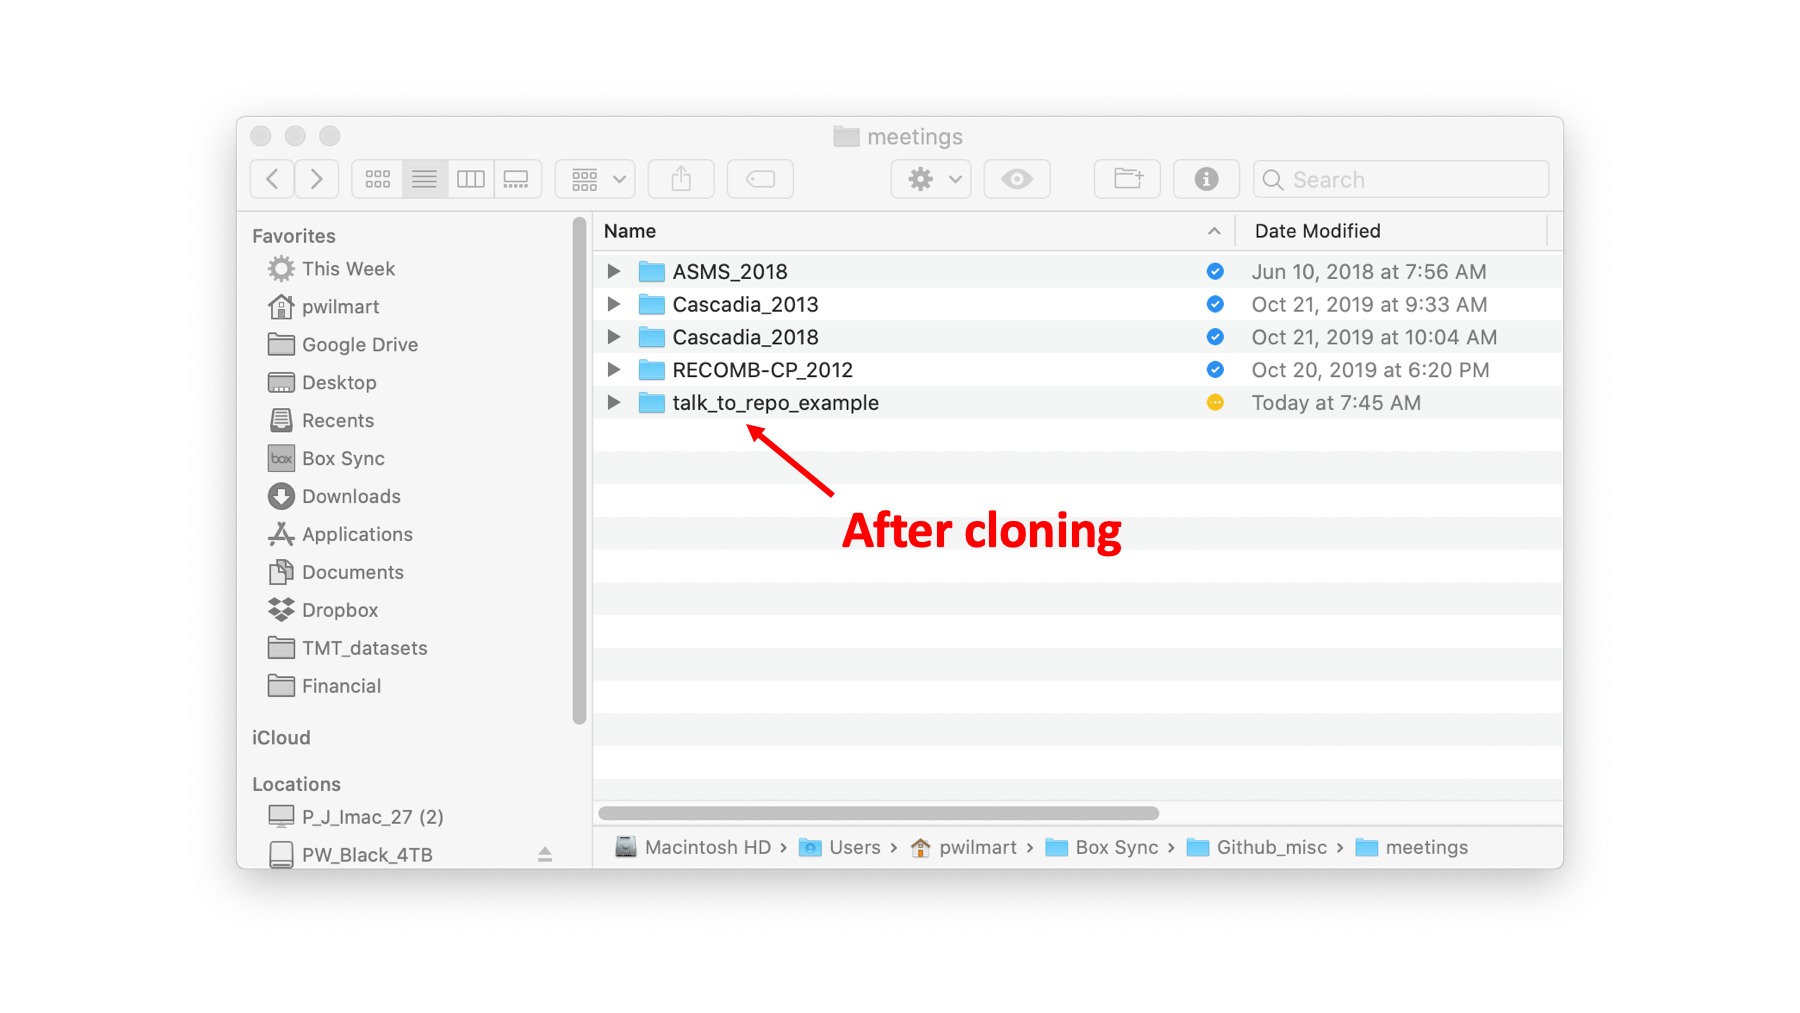 meetings
Search
Favorites
This Week
pwilmart
Google Drive
Desktop
Recents
box Box Sync
Downloads
Applications
Documents
Dropbox
TMT_datasets
Financial
iCloud
Locations
P_J_Imac_27 (2)
PW_Black_4TB
Name Date Modified
ASMS_2018 Jun 10, 2018 at 7:56 AM
Cascadia_2013 Oct 21, 2019 at 9:33 AM
Cascadia_2018 Oct 21, 2019 at 10:04 AM
RECOMB-CP_2012 Oct 20, 2019 at 6:20 PM
talk_to_repo_example Today at 7:45 AM
After cloning
Macintosh HD › Users › pwilmart › Box Sync › Github_misc › meetings